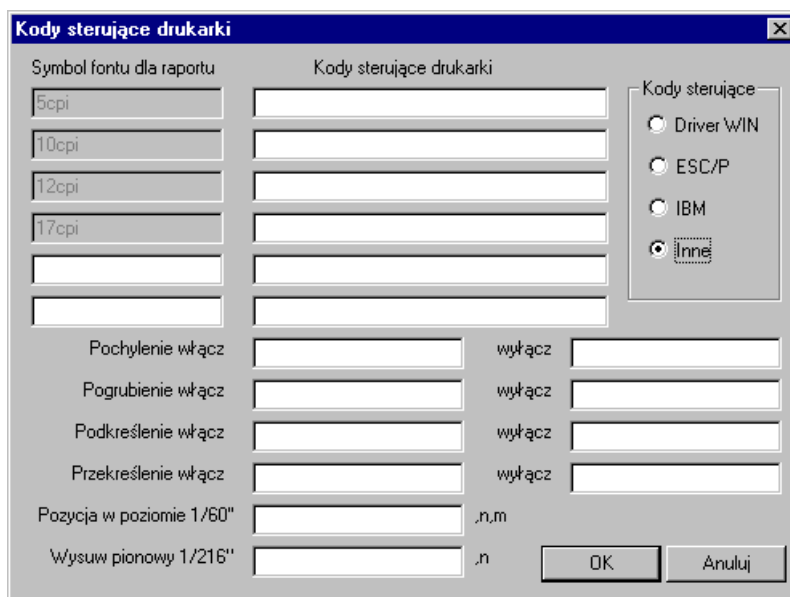 Kody sterujące drukarki
Symbol fontu dla raportu Kody sterujące drukarki
Kody sterujące
5cpi
Driver WIN
10cpi
ESC/P
12cpi
IBM
17cpi
Inne
Pochylenie włącz wyłącz
Pogrubienie włącz wyłącz
Podkreślenie włącz wyłącz
Przekreślenie włącz wyłącz
Pozycja w poziomie 1/60" ,n,m
Wysuw pionowy 1/216" ,n
OK Anuluj